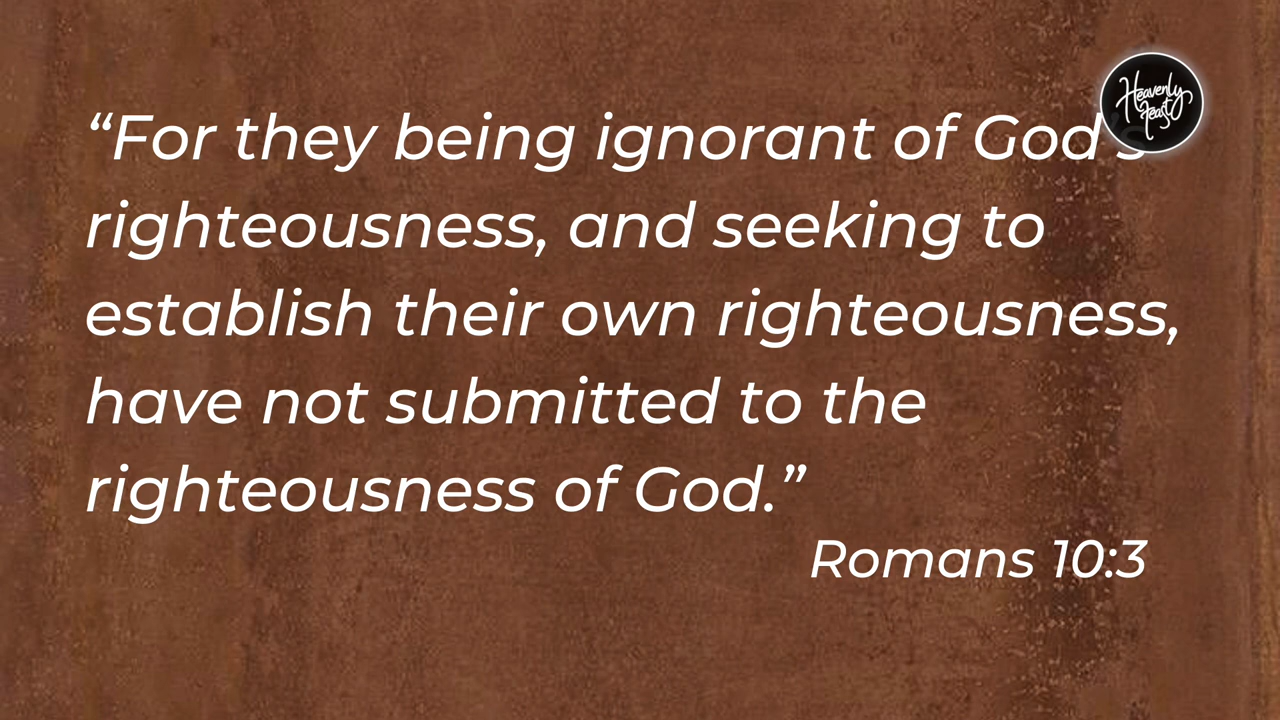 Heavenly
feast
“For they being ignorant of God’s
righteousness, and seeking to
establish their own righteousness,
have not submitted to the
righteousness of God.”
Romans 10:3